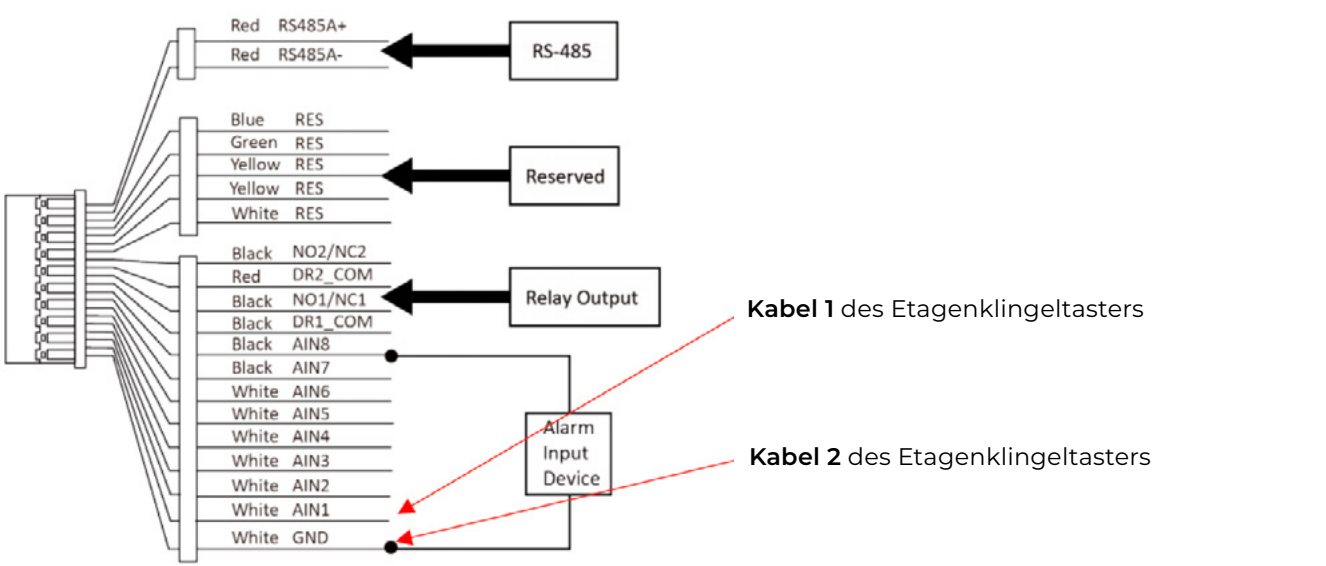 Red RS485A+
Red RS485A-
RS-485
Blue RES
Green RES
Yellow RES
Yellow RES
White RES
Reserved
Black NO2/NC2
Red DR2_COM
Black NO1/NC1
Black DR1_COM
Relay Output
Black AIN8
Black AIN7
White AIN6
White AIN5
White AIN4
White AIN3
White AIN2
White AIN1
White GND
Alarm
Input
Device
Kabel 1 des Etagenklingeltasters
Kabel 2 des Etagenklingeltasters